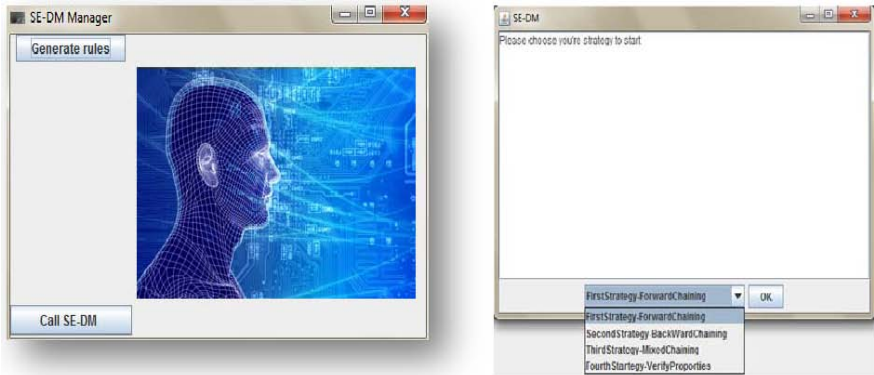 SE-DM Manager
Generate rules
Call SE-DM
SE-DM
Please choose you're strategy to start
FirstStrategy-ForwardChaining
OK
FirstStrategy-ForwardChaining
SecondStrategy-BackWardChaining
ThirdStrategy-MixedChaining
FourthStartegy-VerifyProporties